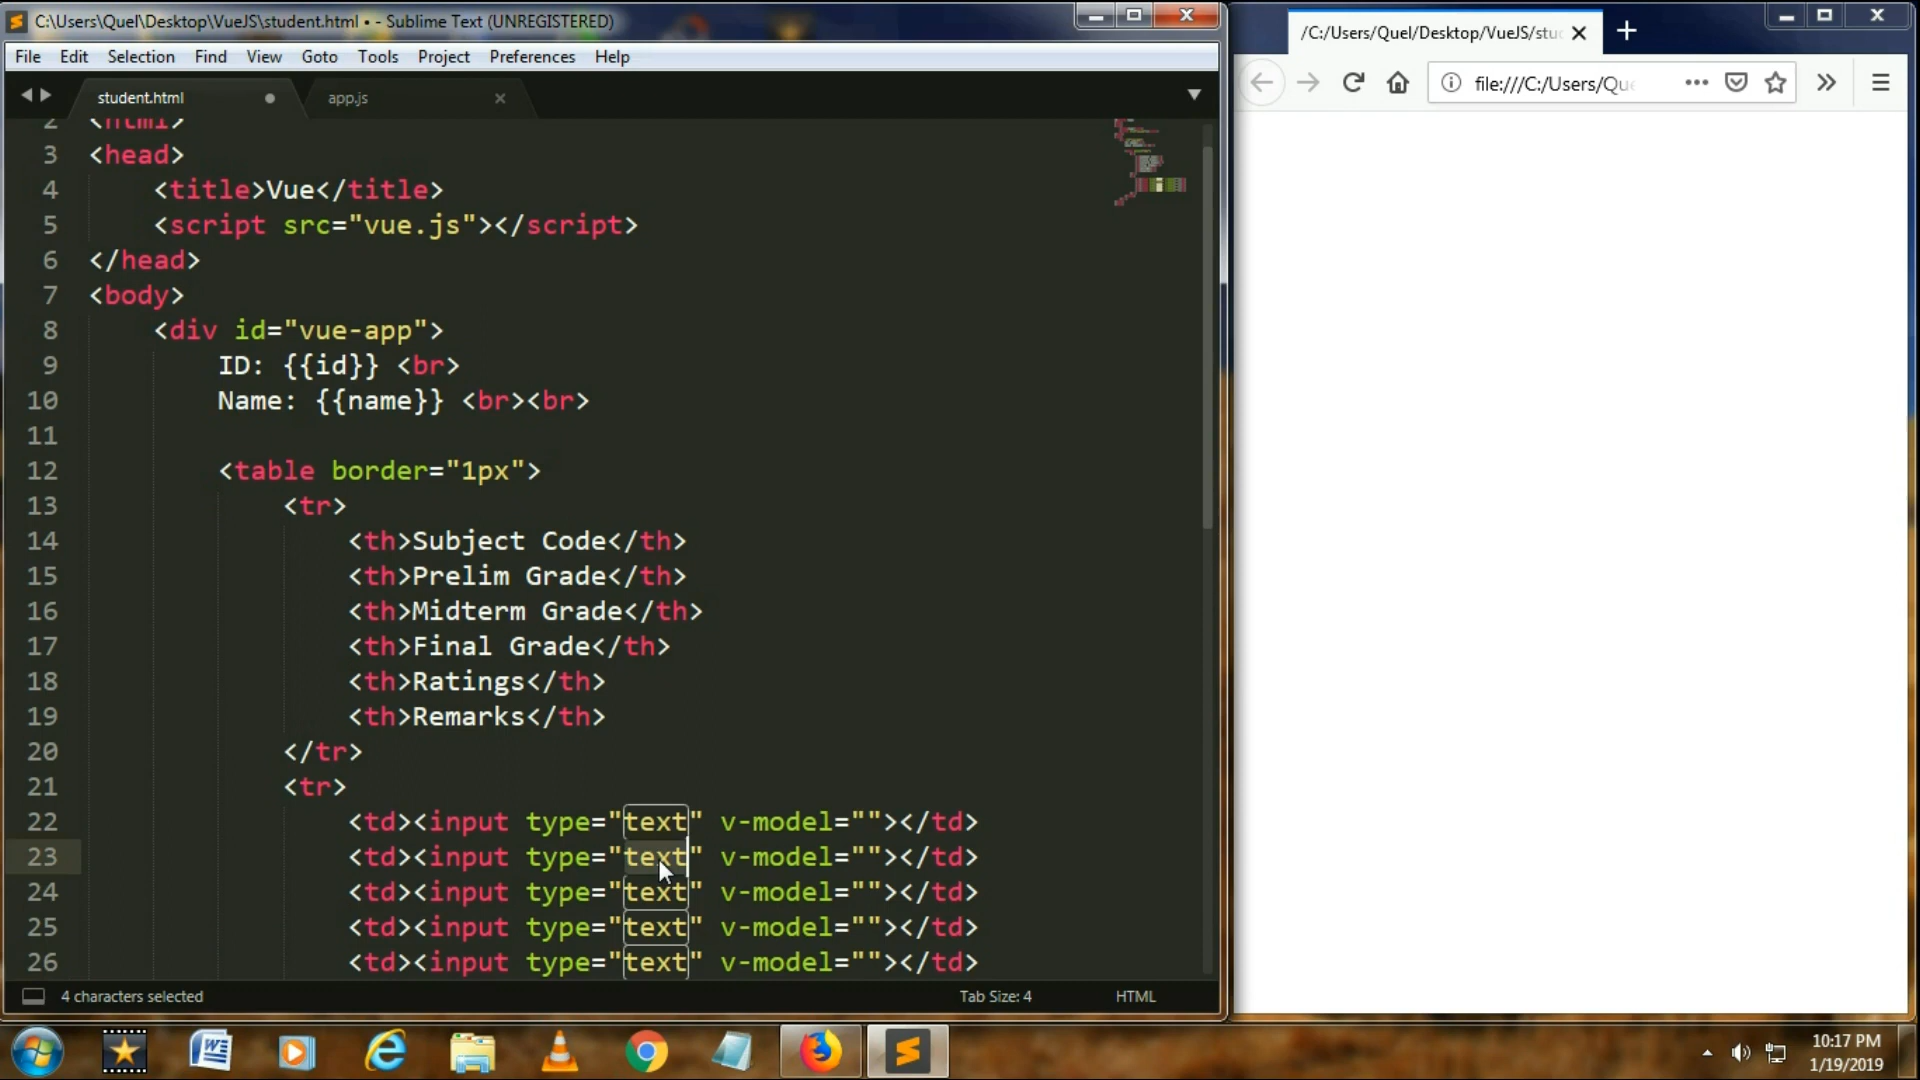 C:\Users\Quel\Desktop\VueJS\student.html • - Sublime Text (UNREGISTERED)
File Edit Selection Find View Goto Tools Project Preferences Help
student.html
app.js
2 <html>
3 <head>
4 <title>Vue</title>
5 <script src="vue.js"></script>
6 </head>
7 <body>
8 <div id="vue-app">
9 ID: {{id}} <br>
10 Name: {{name}} <br><br>
11
12 <table border="1px">
13 <tr>
14 <th>Subject Code</th>
15 <th>Prelim Grade</th>
16 <th>Midterm Grade</th>
17 <th>Final Grade</th>
18 <th>Ratings</th>
19 <th>Remarks</th>
20 </tr>
21 <tr>
22 <td><input type="text" v-model=""></td>
23 <td><input type="text" v-model=""></td>
24 <td><input type="text" v-model=""></td>
25 <td><input type="text" v-model=""></td>
26 <td><input type="text" v-model=""></td>
4 characters selected
Tab Size: 4
HTML
/C:/Users/Quel/Desktop/VueJS/stu
file:///C:/Users/Que
10:17 PM
1/19/2019